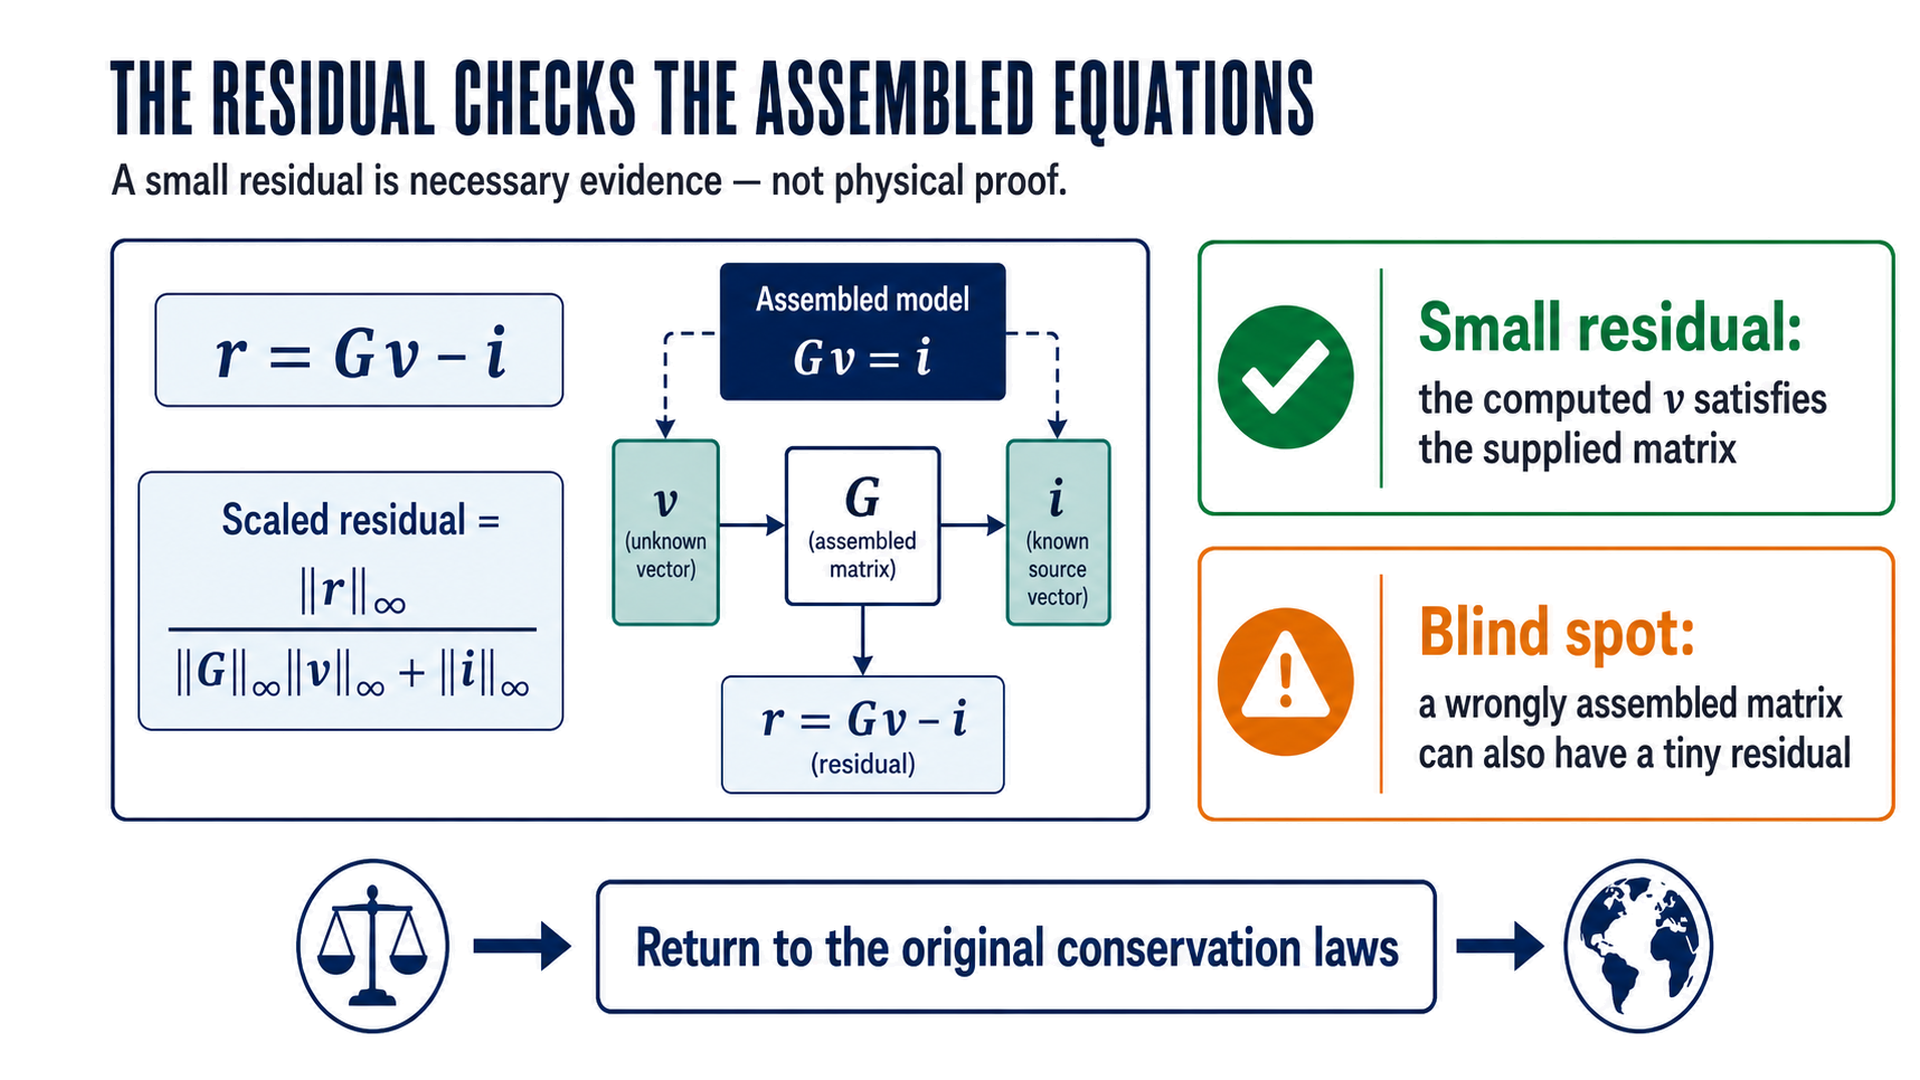 THE RESIDUAL CHECKS THE ASSEMBLED EQUATIONS
A small residual is necessary evidence — not physical proof.
r = Gv – i
Scaled residual =
||r||∞
||G||∞||v||∞ + ||i||∞
Assembled model
Gv = i
v
(unknown
vector)
G
(assembled
matrix)
i
(known
source
vector)
r = Gv – i
(residual)
Small residual:
the computed v satisfies
the supplied matrix
Blind spot:
a wrongly assembled matrix
can also have a tiny residual
Return to the original conservation laws